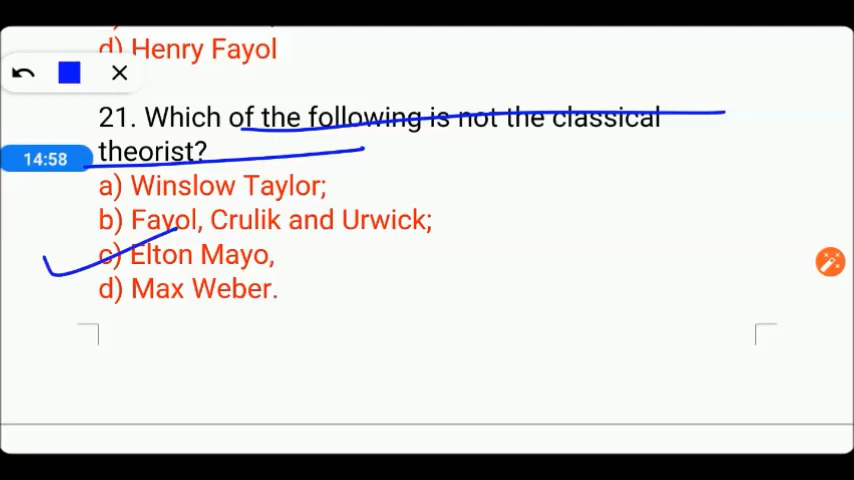 d) Henry Fayol
21. Which of the following is not the classical
14:58
theorist?
a) Winslow Taylor;
b) Fayol, Crulik and Urwick;
c) Elton Mayo,
d) Max Weber.